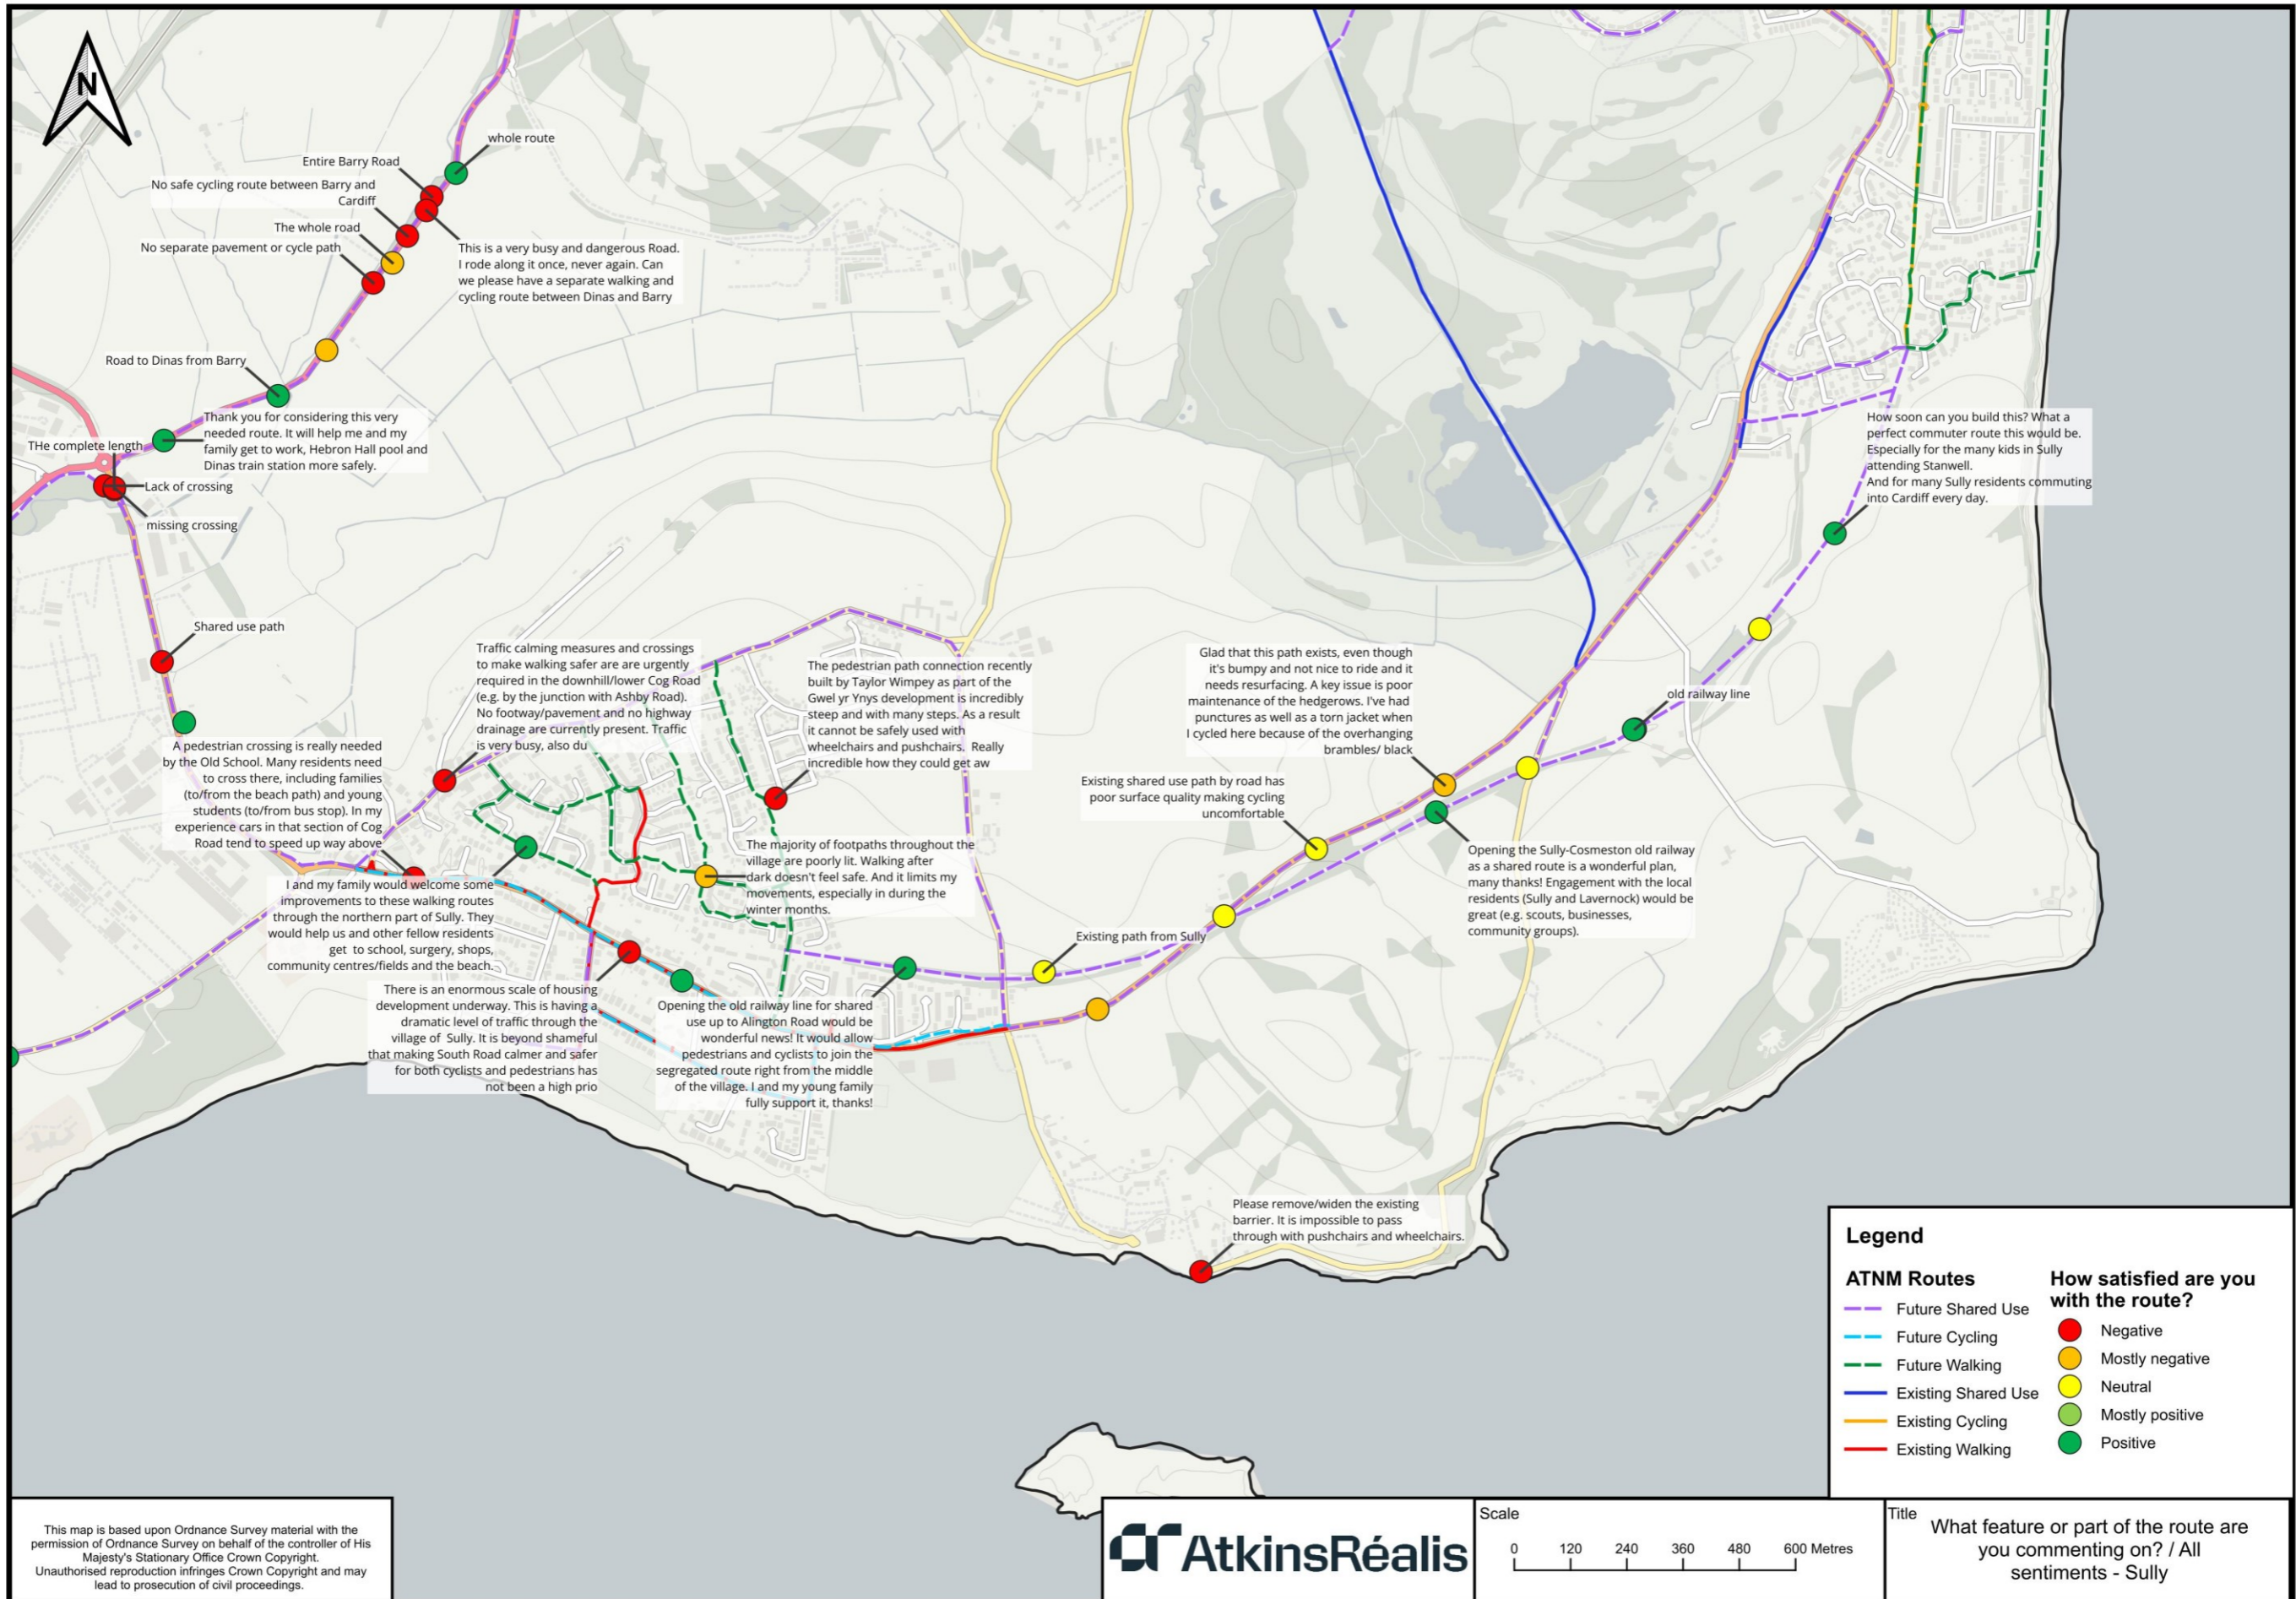 N
whole route
Entire Barry Road
No safe cycling route between Barry and
Cardiff
The whole road
No separate pavement or cycle path
This is a very busy and dangerous Road.
I rode along it once, never again. Can
we please have a separate walking and
cycling route between Dinas and Barry
Road to Dinas from Barry
Thank you for considering this very
needed route. It will help me and my
family get to work, Hebron Hall pool and
Dinas train station more safely.
THe complete length
Lack of crossing
missing crossing
How soon can you build this? What a
perfect commuter route this would be.
Especially for the many kids in Sully
attending Stanwell.
And for many Sully residents commuting
into Cardiff every day.
Shared use path
Traffic calming measures and crossings
to make walking safer are are urgently
required in the downhill/lower Cog Road
(e.g. by the junction with Ashby Road).
No footway/pavement and no highway
drainage are currently present. Traffic
is very busy, also du
The pedestrian path connection recently
built by Taylor Wimpey as part of the
Gwel yr Ynys development is incredibly
steep and with many steps. As a result
it cannot be safely used with
wheelchairs and pushchairs. Really
incredible how they could get aw
Glad that this path exists, even though
it's bumpy and not nice to ride and it
needs resurfacing. A key issue is poor
maintenance of the hedgerows. I've had
punctures as well as a torn jacket when
I cycled here because of the overhanging
brambles/ black
old railway line
A pedestrian crossing is really needed
by the Old School. Many residents need
to cross there, including families
(to/from the beach path) and young
students (to/from bus stop). In my
experience cars in that section of Cog
Road tend to speed up way above
Existing shared use path by road has
poor surface quality making cycling
uncomfortable
The majority of footpaths throughout the
village are poorly lit. Walking after
dark doesn't feel safe. And it limits my
movements, especially in during the
winter months.
Opening the Sully-Cosmeston old railway
as a shared route is a wonderful plan,
many thanks! Engagement with the local
residents (Sully and Lavernock) would be
great (e.g. scouts, businesses,
community groups).
I and my family would welcome some
improvements to these walking routes
through the northern part of Sully. They
would help us and other fellow residents
get to school, surgery, shops,
community centres/fields and the beach.
Existing path from Sully
There is an enormous scale of housing
development underway. This is having a
dramatic level of traffic through the
village of Sully. It is beyond shameful
that making South Road calmer and safer
for both cyclists and pedestrians has
not been a high prio
Opening the old railway line for shared
use up to Alington Road would be
wonderful news! It would allow
pedestrians and cyclists to join the
segregated route right from the middle
of the village. I and my young family
fully support it, thanks!
Please remove/widen the existing
barrier. It is impossible to pass
through with pushchairs and wheelchairs.
Legend
ATNM Routes
Future Shared Use
Future Cycling
Future Walking
Existing Shared Use
Existing Cycling
Existing Walking
How satisfied are you
with the route?
Negative
Mostly negative
Neutral
Mostly positive
Positive
This map is based upon Ordnance Survey material with the
permission of Ordnance Survey on behalf of the controller of His
Majesty's Stationary Office Crown Copyright.
Unauthorised reproduction infringes Crown Copyright and may
lead to prosecution of civil proceedings.
AtkinsRéalis
Scale
0 120 240 360 480 600 Metres
Title
What feature or part of the route are
you commenting on? / All
sentiments - Sully